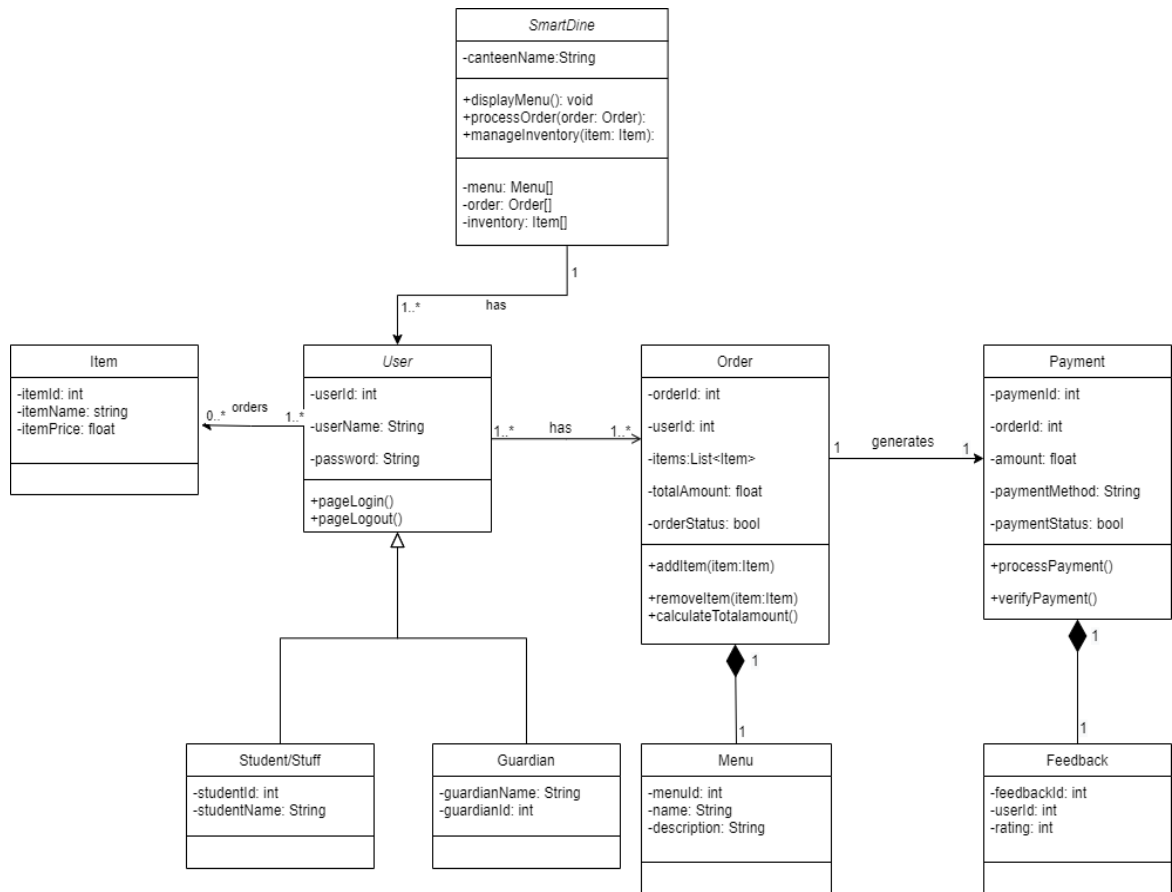 SmartDine
-canteenName:String
+displayMenu(): void
+processOrder(order: Order):
+manageInventory(item: Item):
-menu: Menu[]
-order: Order[]
-inventory: Item[]
1
has
1..*
Item
-itemId: int
-itemName: string
-itemPrice: float
0..*
orders
1..*
User
-userId: int
-userName: String
-password: String
+pageLogin()
+pageLogout()
1..*
has
1..*
Order
-orderId: int
-userId: int
-items:List<Item>
-totalAmount: float
-orderStatus: bool
+addItem(item:Item)
+removeItem(item:Item)
+calculateTotalamount()
1
generates
1
Payment
-paymenId: int
-orderId: int
-amount: float
-paymentMethod: String
-paymentStatus: bool
+processPayment()
+verifyPayment()
1
1
1
1
Student/Stuff
-studentId: int
-studentName: String
Guardian
-guardianName: String
-guardianId: int
Menu
-menuId: int
-name: String
-description: String
Feedback
-feedbackId: int
-userId: int
-rating: int